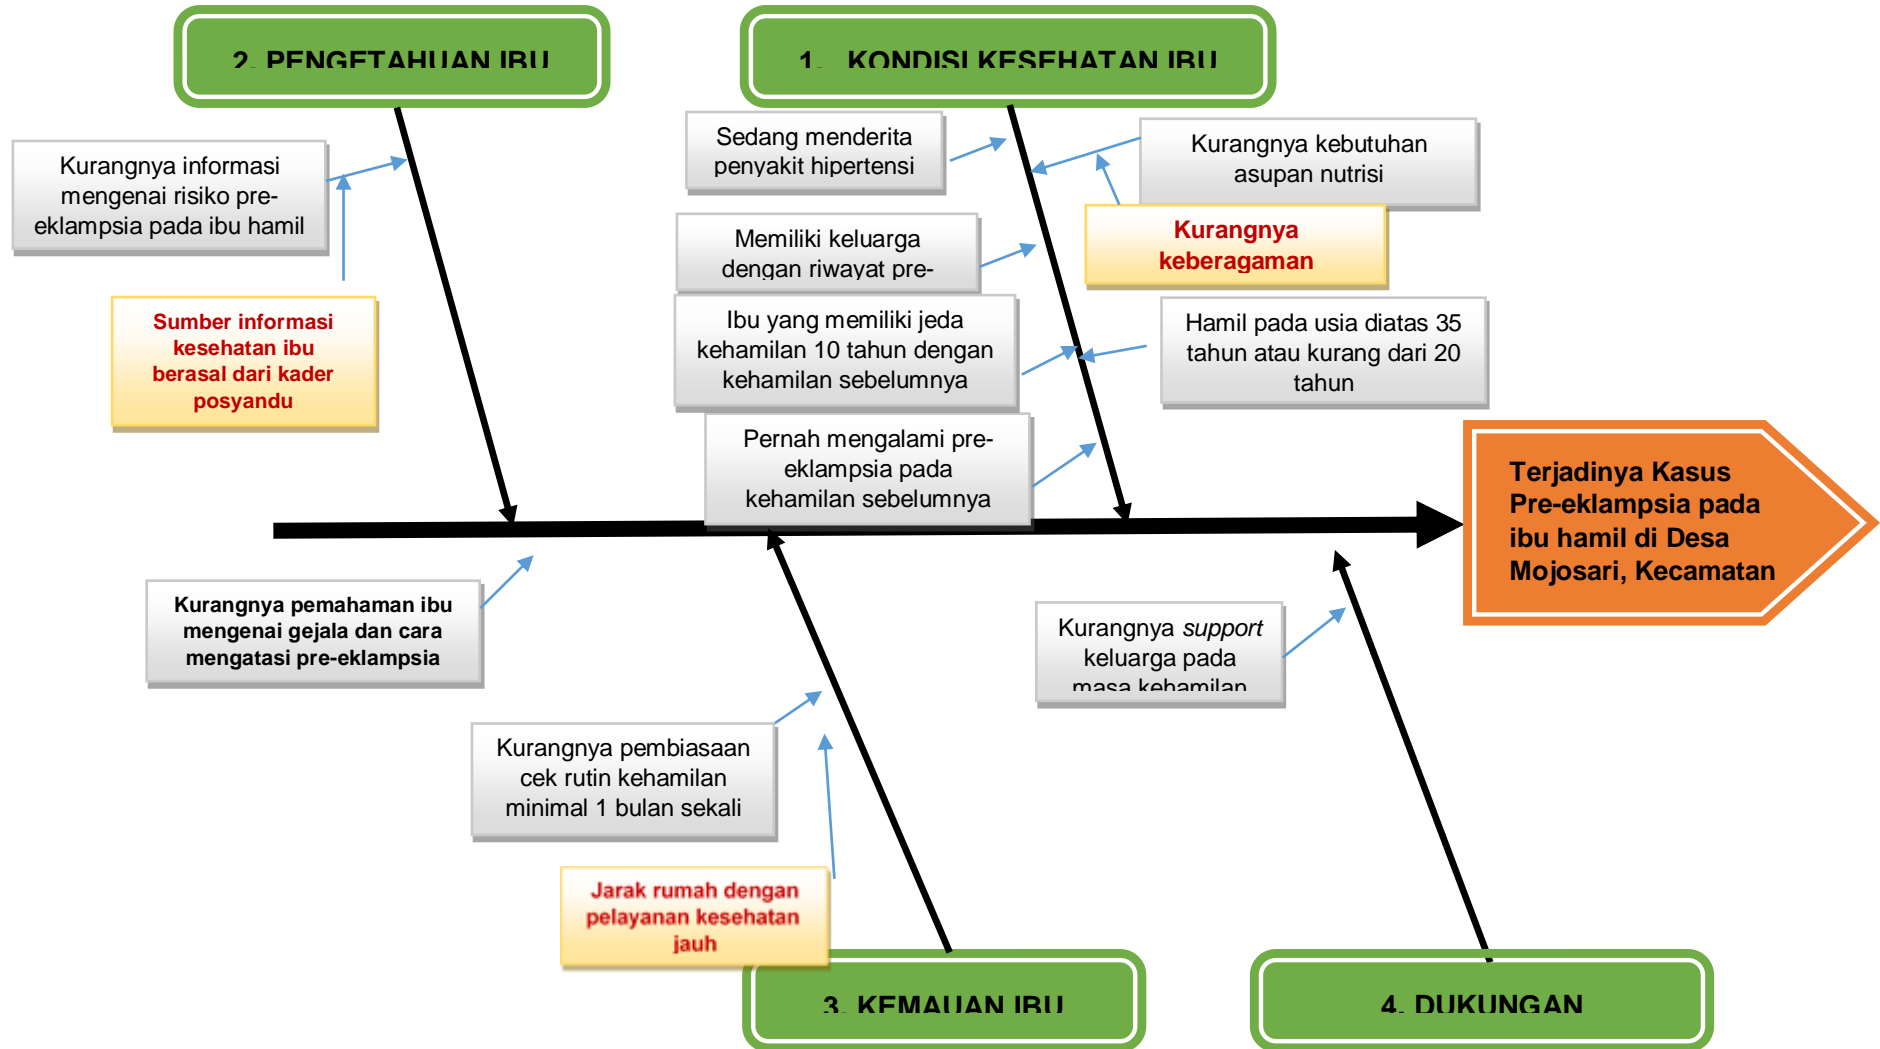 2. PENGETAHUAN IBU
1. KONDISI KESEHATAN IBU
Kurangnya informasi
mengenai risiko pre-
eklampsia pada ibu hamil
Sumber informasi
kesehatan ibu
berasal dari kader
posyandu
Sedang menderita
penyakit hipertensi
Kurangnya kebutuhan
asupan nutrisi
Kurangnya
keberagaman
Memiliki keluarga
dengan riwayat pre-
Ibu yang memiliki jeda
kehamilan 10 tahun dengan
kehamilan sebelumnya
Hamil pada usia diatas 35
tahun atau kurang dari 20
tahun
Pernah mengalami pre-
eklampsia pada
kehamilan sebelumnya
Terjadinya Kasus
Pre-eklampsia pada
ibu hamil di Desa
Mojosari, Kecamatan
Kurangnya pemahaman ibu
mengenai gejala dan cara
mengatasi pre-eklampsia
Kurangnya support
keluarga pada
masa kehamilan
Kurangnya pembiasaan
cek rutin kehamilan
minimal 1 bulan sekali
Jarak rumah dengan
pelayanan kesehatan
jauh
3. KEMAUAN IBU
4. DUKUNGAN